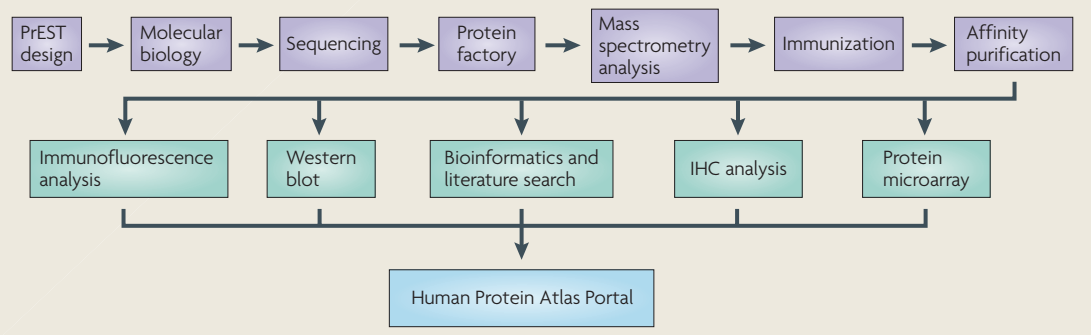 PrEST
design
Molecular
biology
Sequencing
Protein
factory
Mass
spectrometry
analysis
Immunization
Affinity
purification
Immunofluorescence
analysis
Western
blot
Bioinformatics and
literature search
IHC analysis
Protein
microarray
Human Protein Atlas Portal